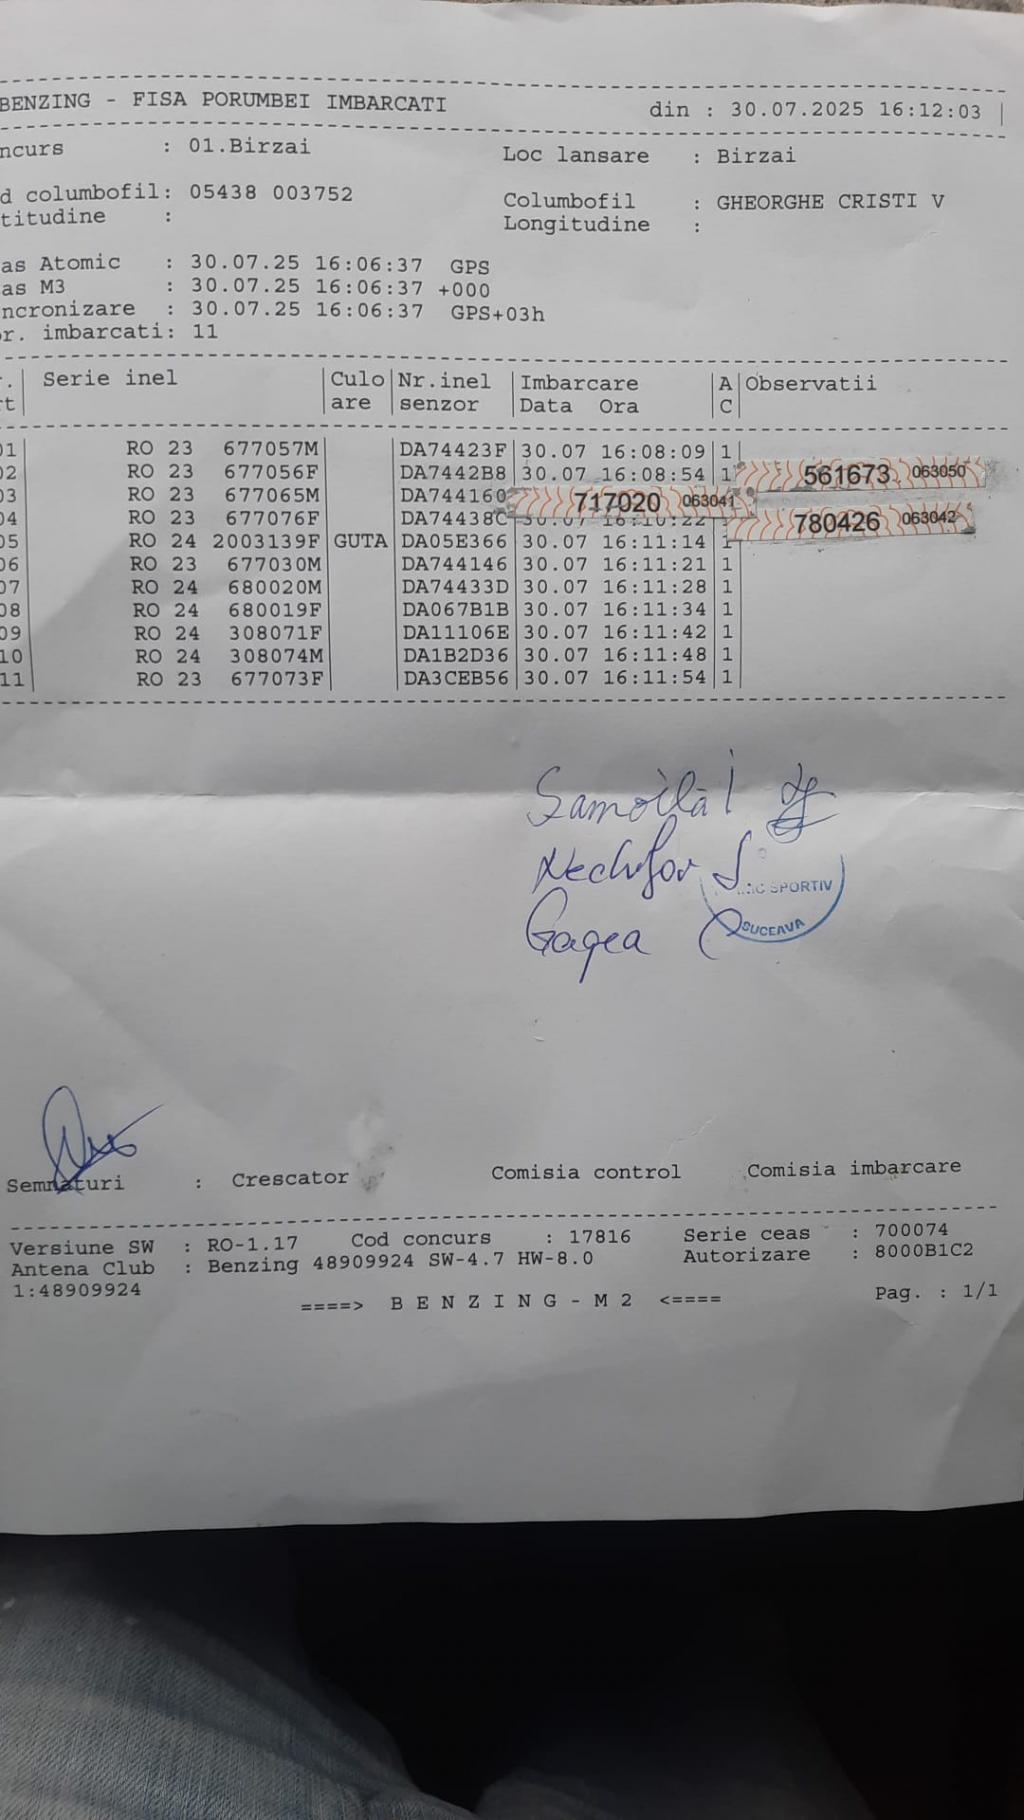 BENZING - FISA PORUMBEI IMBARCATI din : 30.07.2025 16:12:03
ncurs : 01.Birzai Loc lansare : Birzai
d columbofil: 05438 003752 Columbofil : GHEORGHE CRISTI V
titudine : Longitudine :
as Atomic : 30.07.25 16:06:37 GPS
as M3 : 30.07.25 16:06:37 +000
ncronizare : 30.07.25 16:06:37 GPS+03h
r. imbarcati: 11
r. Serie inel Culo Nr.inel Imbarcare A Observatii
t are senzor Data Ora C
01 RO 23 677057M DA74423F 30.07 16:08:09 1
02 RO 23 677056F DA7442B8 30.07 16:08:54 1 561673 063050
03 RO 23 677065M DA744160 717020 063041
04 RO 23 677076F DA74438C 30.07 16:10:22 1 780426 063042
05 RO 24 2003139F GUTA DA05E366 30.07 16:11:14 1
06 RO 23 677030M DA744146 30.07 16:11:21 1
07 RO 24 680020M DA74433D 30.07 16:11:28 1
08 RO 24 680019F DA067B1B 30.07 16:11:34 1
09 RO 24 308071F DA11106E 30.07 16:11:42 1
10 RO 24 308074M DA1B2D36 30.07 16:11:48 1
11 RO 23 677073F DA3CEB56 30.07 16:11:54 1
Samoilă I
Nechifor S
SPORTIV
Gagea C
SUCEAVA
Semnaturi : Crescator Comisia control Comisia imbarcare
Versiune SW : RO-1.17 Cod concurs : 17816 Serie ceas : 700074
Antena Club : Benzing 48909924 SW-4.7 HW-8.0 Autorizare : 8000B1C2
1:48909924
====> B E N Z I N G - M 2 <==== Pag. : 1/1